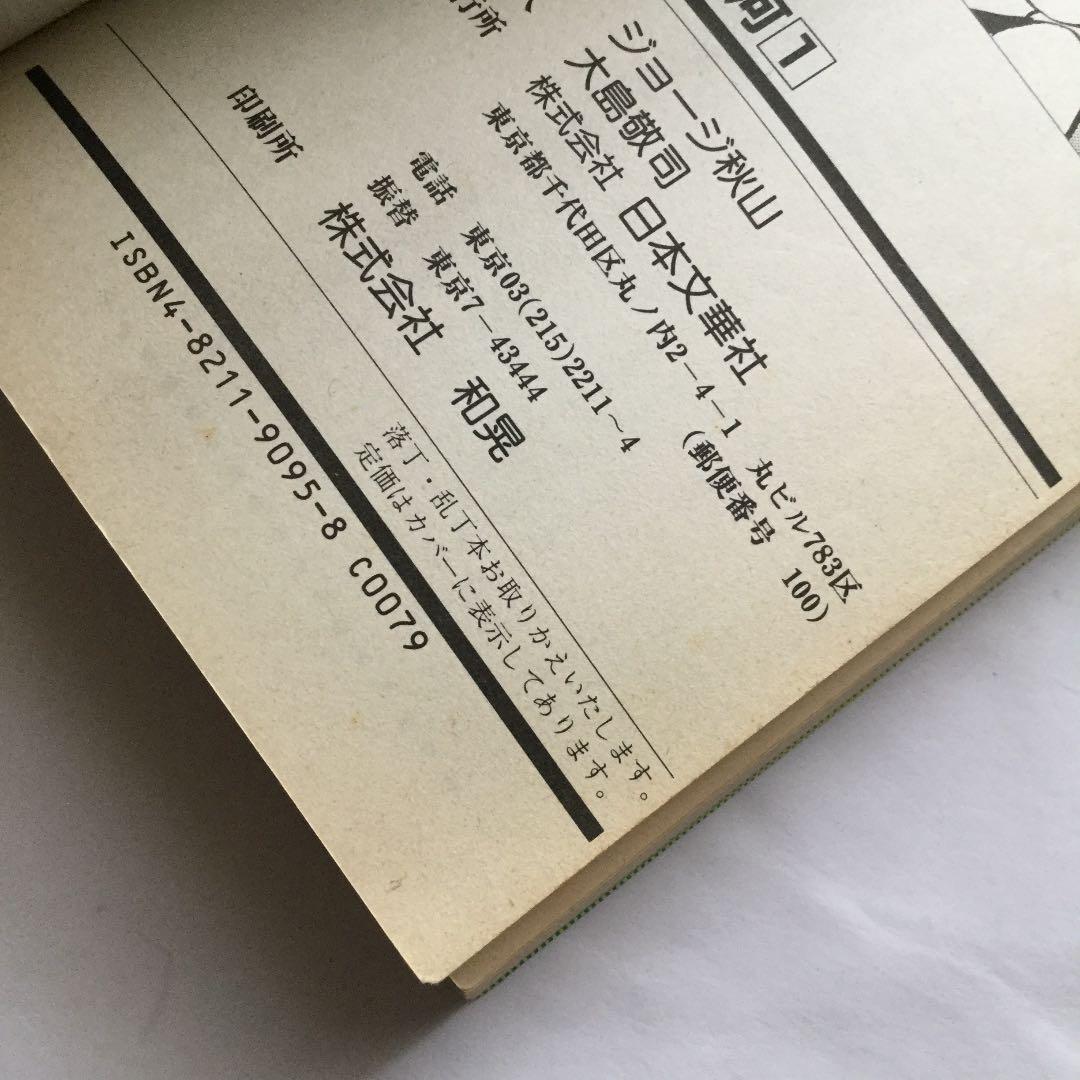 河1
ジョージ秋山
大島敬司
行所 株式会社 日本文華社
東京都千代田区丸ノ内2-4-1 丸ビル783区
(郵便番号 100)
電話 東京03(215)2211〜4
振替 東京7-43444
印刷所 株式会社 和晃
落丁・乱丁本お取りかえいたします。
定価はカバーに表示してあります。
ISBN4-8211-9095-8 C0079